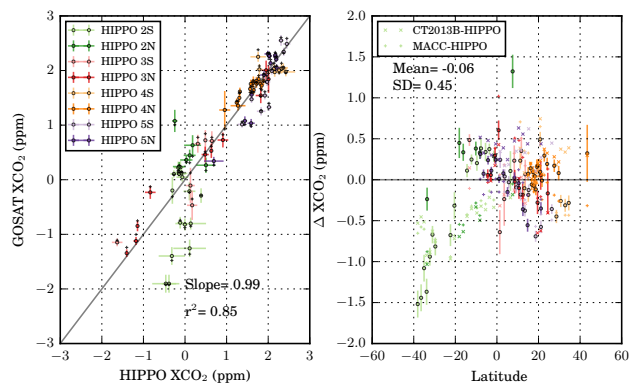 HIPPO 2S
HIPPO 2N
HIPPO 3S
HIPPO 3N
HIPPO 4S
HIPPO 4N
HIPPO 5S
HIPPO 5N
Slope= 0.99
r²= 0.85
3
2
1
0
−1
−2
−3
GOSAT XCO₂ (ppm)
−3 −2 −1 0 1 2 3
HIPPO XCO₂ (ppm)
CT2013B-HIPPO
MACC-HIPPO
Mean= -0.06
SD= 0.45
2.0
1.5
1.0
0.5
0.0
−0.5
−1.0
−1.5
−2.0
Δ XCO₂ (ppm)
−60 −40 −20 0 20 40 60
Latitude